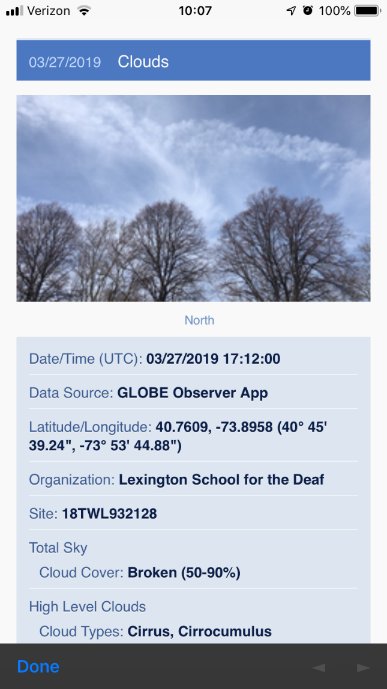 Verizon 10:07 100%
03/27/2019 Clouds
North
Date/Time (UTC): 03/27/2019 17:12:00
Data Source: GLOBE Observer App
Latitude/Longitude: 40.7609, -73.8958 (40° 45'
39.24", -73° 53' 44.88")
Organization: Lexington School for the Deaf
Site: 18TWL932128
Total Sky
Cloud Cover: Broken (50-90%)
High Level Clouds
Cloud Types: Cirrus, Cirrocumulus
Done